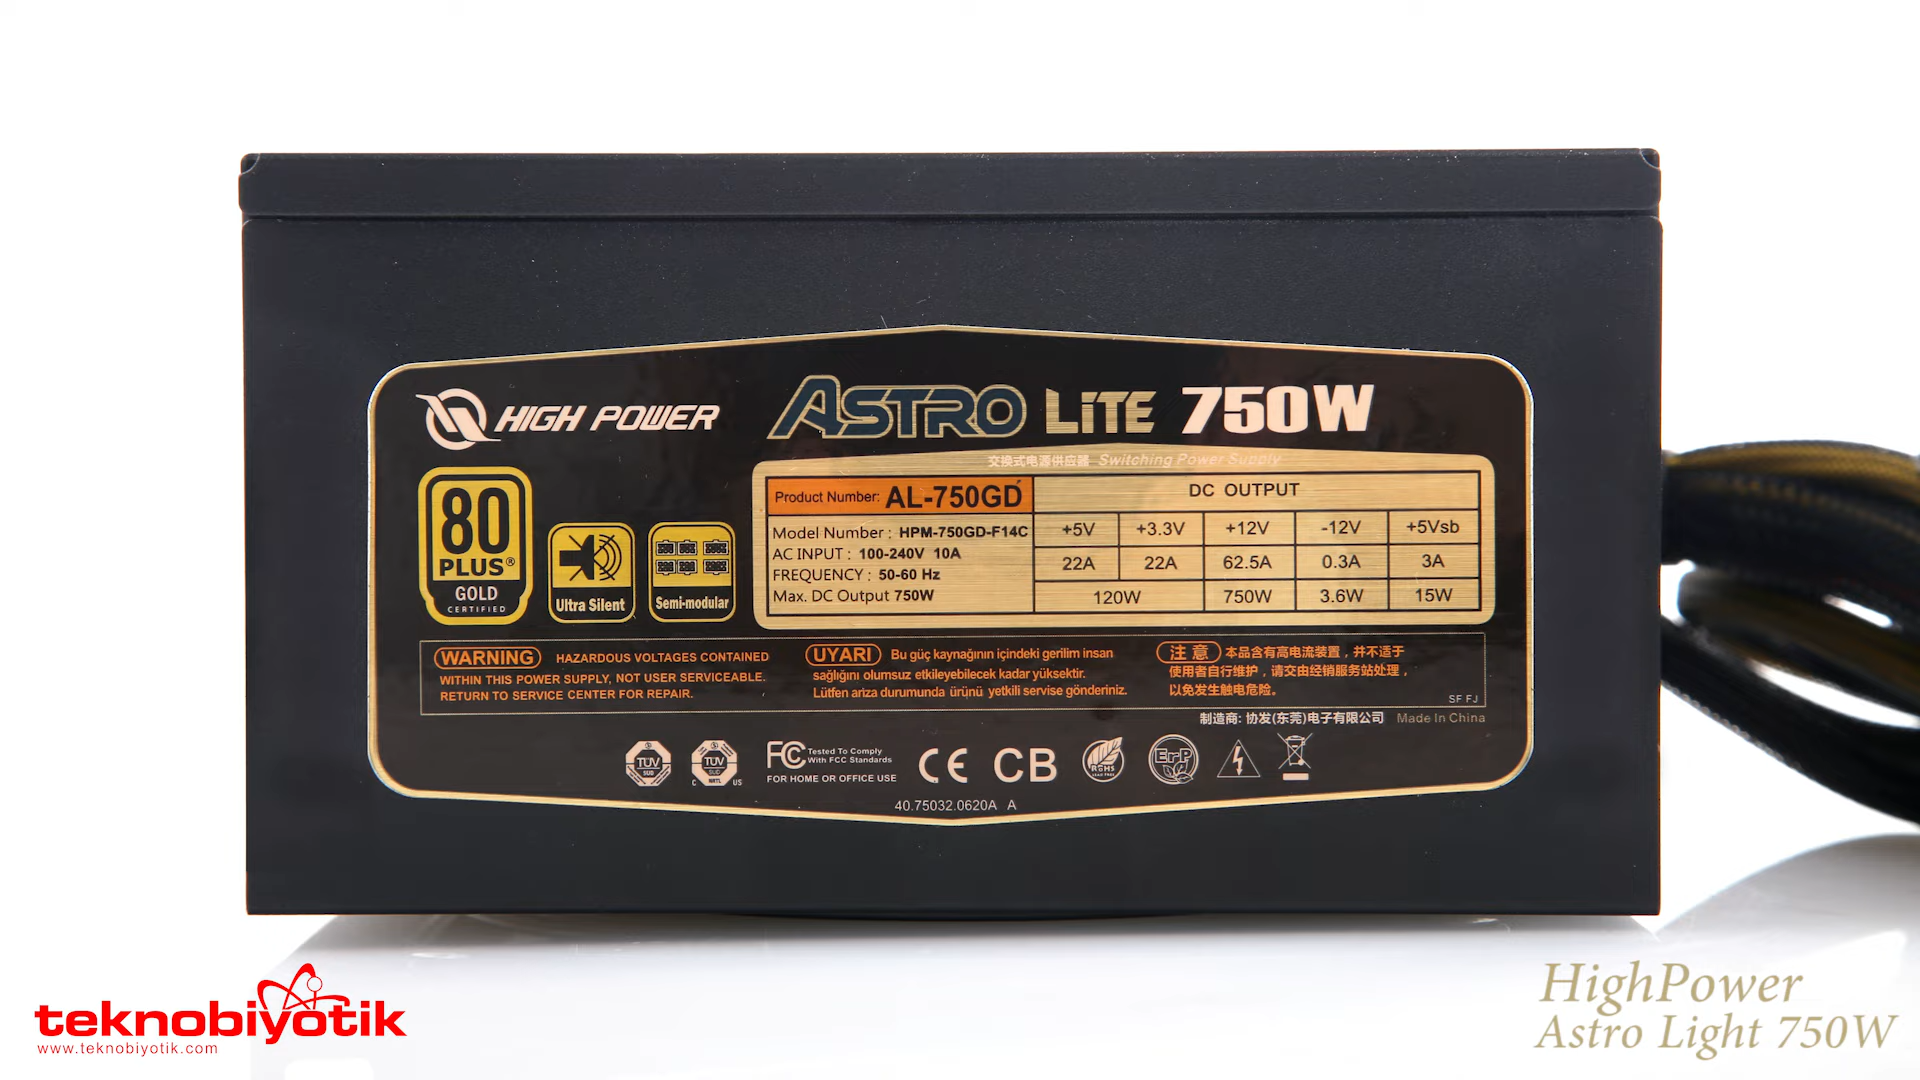 HIGH POWER
ASTRO LiTE 750W
交换式电源供应器 Switching Power Supply
80
PLUS®
GOLD
CERTIFIED
Ultra Silent
Semi-modular
Product Number: AL-750GD
Model Number : HPM-750GD-F14C
AC INPUT : 100-240V 10A
FREQUENCY : 50-60 Hz
Max. DC Output 750W
DC OUTPUT
+5V +3.3V +12V -12V +5Vsb
22A 22A 62.5A 0.3A 3A
120W 750W 3.6W 15W
WARNING HAZARDOUS VOLTAGES CONTAINED
WITHIN THIS POWER SUPPLY, NOT USER SERVICEABLE.
RETURN TO SERVICE CENTER FOR REPAIR.
UYARI Bu güç kaynağının içindeki gerilim insan
sağlığını olumsuz etkileyebilecek kadar yüksektir.
Lütfen arıza durumunda ürünü yetkili servise gönderiniz.
注意 本品含有高电流装置，并不适于
使用者自行维护，请交由经销服务站处理，
以免发生触电危险。
SF FJ
制造商: 协发(东莞)电子有限公司 Made In China
TÜV
SÜD
TÜV
SÜD
NRTL
C US
FC Tested To Comply
With FCC Standards
FOR HOME OR OFFICE USE
CE
CB
RoHS
LEAD FREE
ErP
40.75032.0620A A
teknobiyotik
www.teknobiyotik.com
HighPower
Astro Light 750W